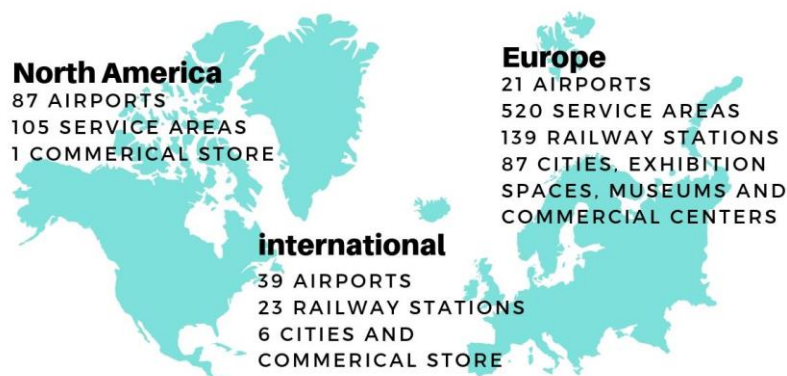 North America
87 AIRPORTS
105 SERVICE AREAS
1 COMMERICAL STORE
Europe
21 AIRPORTS
520 SERVICE AREAS
139 RAILWAY STATIONS
87 CITIES, EXHIBITION
SPACES, MUSEUMS AND
COMMERCIAL CENTERS
international
39 AIRPORTS
23 RAILWAY STATIONS
6 CITIES AND
COMMERICAL STORE